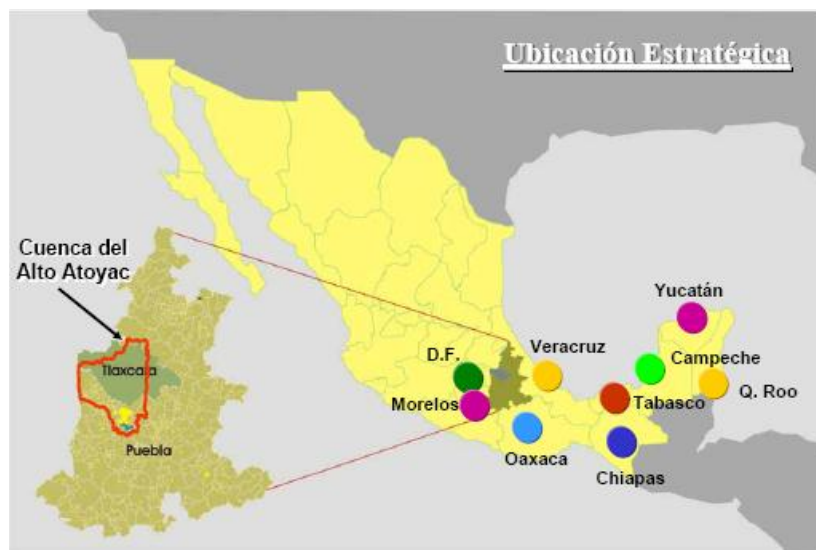 Ubicación Estratégica
Cuenca del
Alto Atoyac
Tlaxcala
Puebla
D.F.
Morelos
Veracruz
Oaxaca
Yucatán
Campeche
Q. Roo
Tabasco
Chiapas